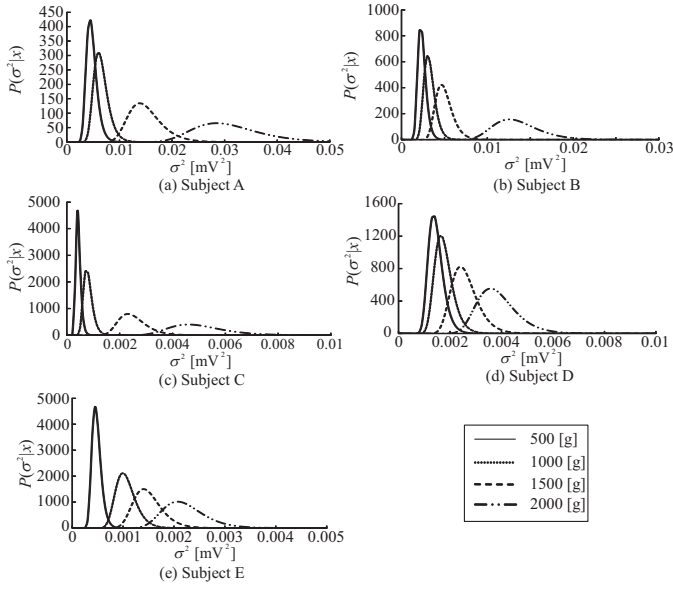 P(σ²|x)
450
400
350
300
250
200
150
100
50
0
0 0.01 0.02 0.03 0.04 0.05
σ² [mV²]
(a) Subject A
P(σ²|x)
1000
800
600
400
200
0
0 0.01 0.02 0.03
σ² [mV²]
(b) Subject B
P(σ²|x)
5000
4000
3000
2000
1000
0
0 0.002 0.004 0.006 0.008 0.01
σ² [mV²]
(c) Subject C
P(σ²|x)
1600
1200
800
400
0
0 0.002 0.004 0.006 0.008 0.01
σ² [mV²]
(d) Subject D
P(σ²|x)
5000
4000
3000
2000
1000
0
0 0.001 0.002 0.003 0.004 0.005
σ² [mV²]
(e) Subject E
500 [g]
1000 [g]
1500 [g]
2000 [g]